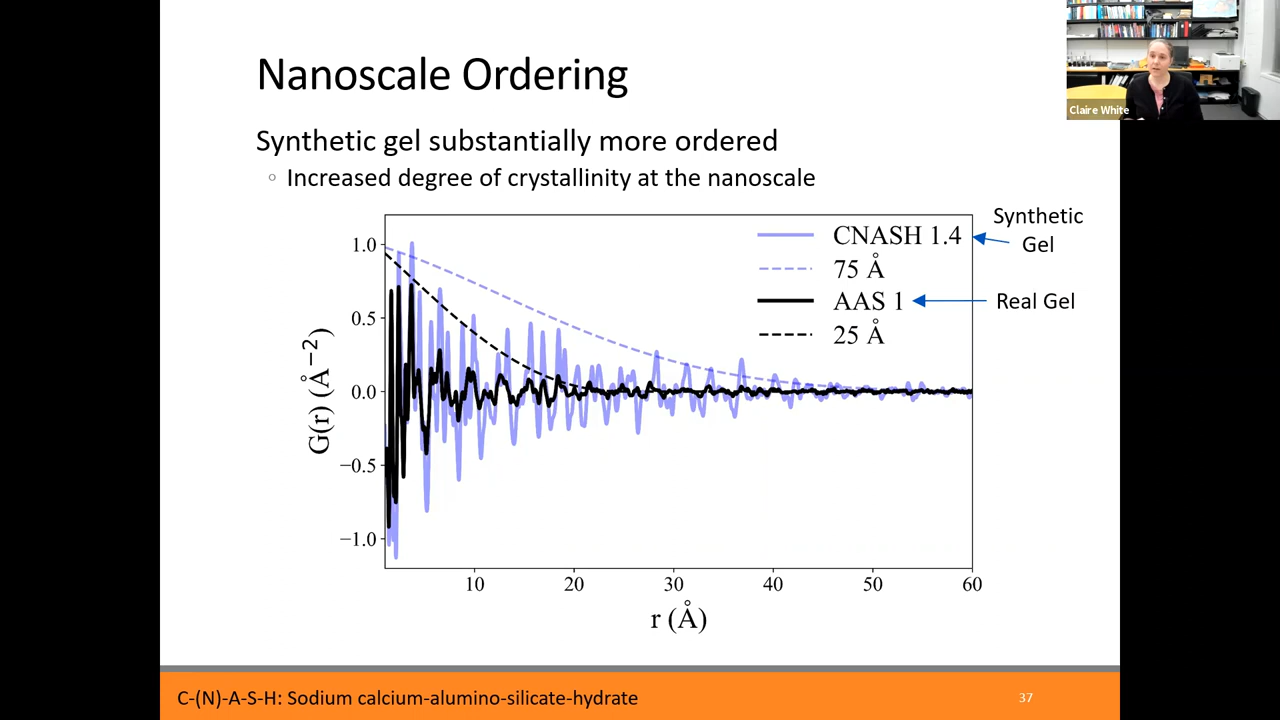 Nanoscale Ordering
Claire White
Synthetic gel substantially more ordered
Increased degree of crystallinity at the nanoscale
Synthetic
Gel
CNASH 1.4
75 Å
AAS 1
Real Gel
25 Å
1.0
0.5
0.0
−0.5
−1.0
G(r) (Å−2)
10
20
30
40
50
60
r (Å)
C-(N)-A-S-H: Sodium calcium-alumino-silicate-hydrate
37